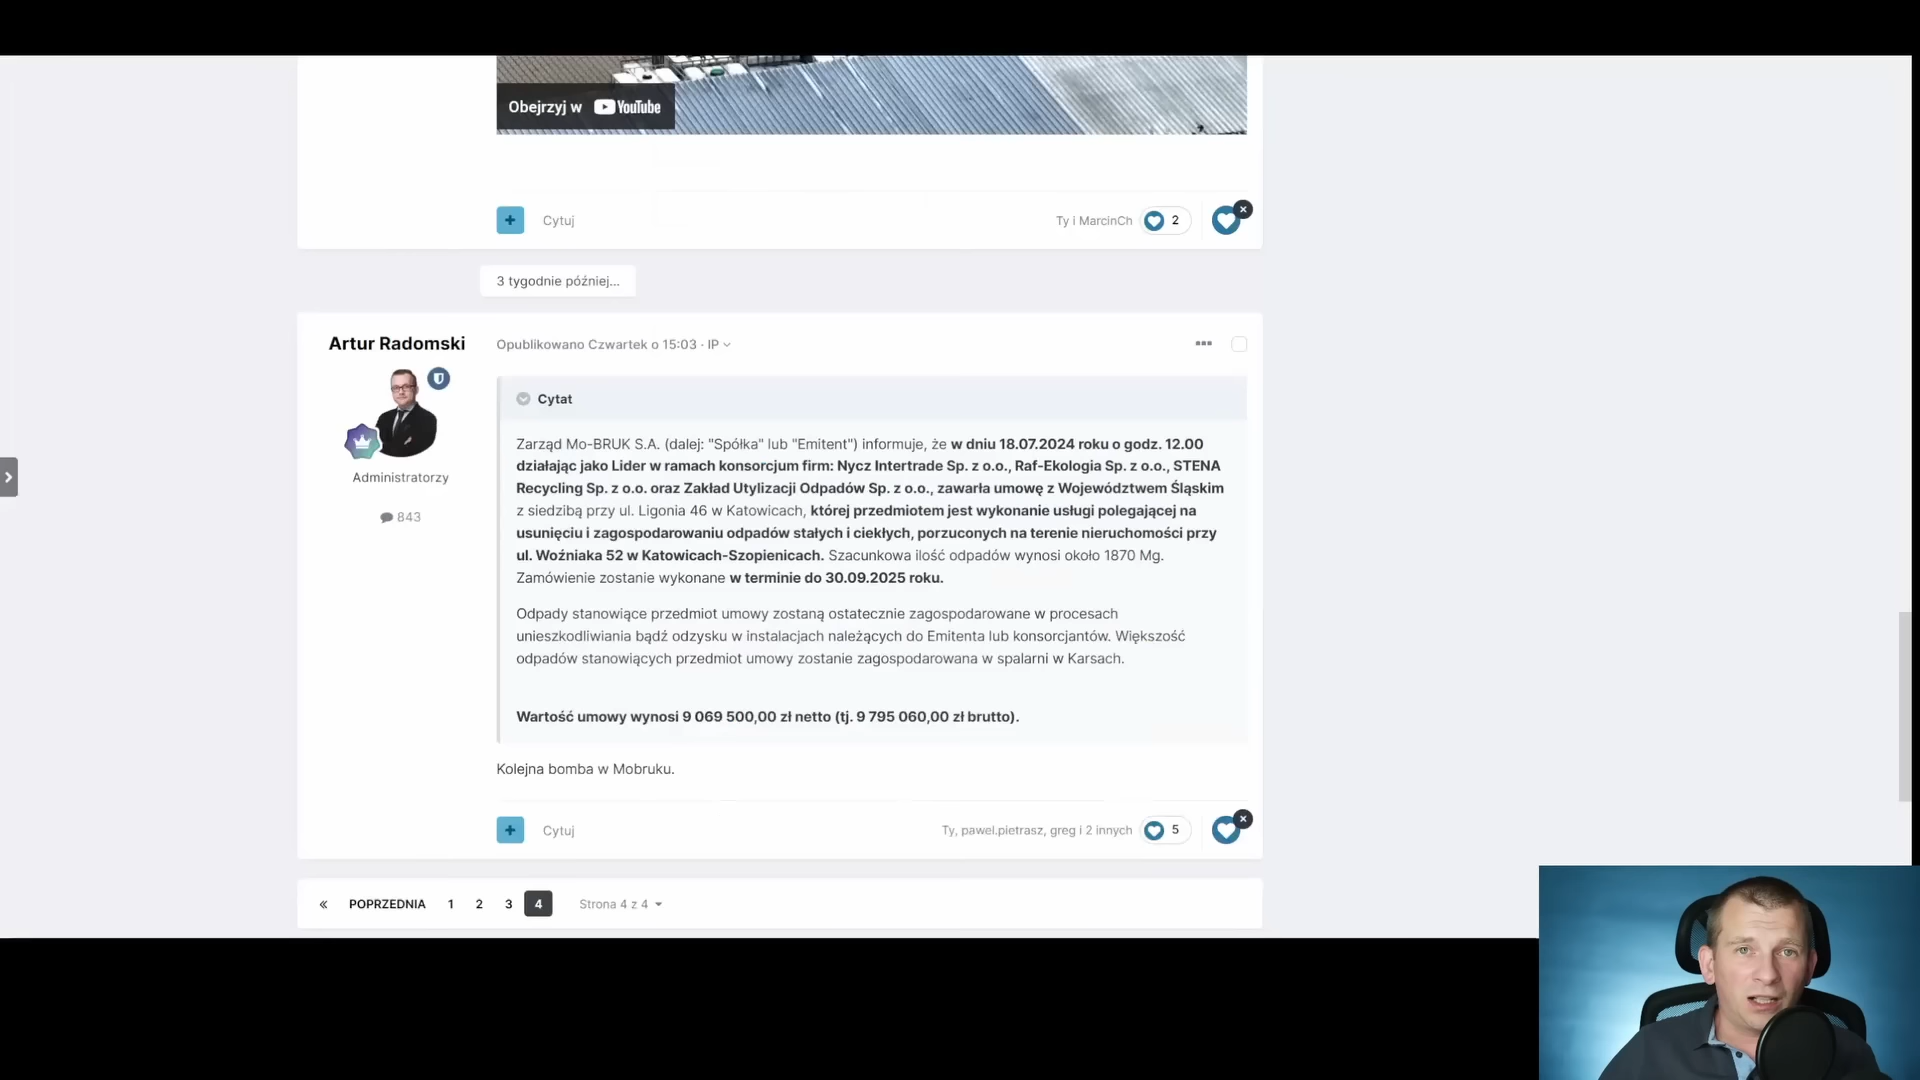 Obejrzyj w YouTube
Cytuj
Ty i MarcinCh
2
3 tygodnie później...
Artur Radomski
Opublikowano Czwartek o 15:03 · IP
Administratorzy
843
Cytat
Zarząd Mo-BRUK S.A. (dalej: "Spółka" lub "Emitent") informuje, że w dniu 18.07.2024 roku o godz. 12.00
działając jako Lider w ramach konsorcjum firm: Nycz Intertrade Sp. z o.o., Raf-Ekologia Sp. z o.o., STENA
Recycling Sp. z o.o. oraz Zakład Utylizacji Odpadów Sp. z o.o., zawarła umowę z Województwem Śląskim
z siedzibą przy ul. Ligonia 46 w Katowicach, której przedmiotem jest wykonanie usługi polegającej na
usunięciu i zagospodarowaniu odpadów stałych i ciekłych, porzuconych na terenie nieruchomości przy
ul. Woźniaka 52 w Katowicach-Szopienicach. Szacunkowa ilość odpadów wynosi około 1870 Mg.
Zamówienie zostanie wykonane w terminie do 30.09.2025 roku.
Odpady stanowiące przedmiot umowy zostaną ostatecznie zagospodarowane w procesach
unieszkodliwiania bądź odzysku w instalacjach należących do Emitenta lub konsorcjantów. Większość
odpadów stanowiących przedmiot umowy zostanie zagospodarowana w spalarni w Karsach.
Wartość umowy wynosi 9 069 500,00 zł netto (tj. 9 795 060,00 zł brutto).
Kolejna bomba w Mobruku.
Cytuj
Ty, pawel.pietrasz, greg i 2 innych
5
« POPRZEDNIA 1 2 3 4 Strona 4 z 4